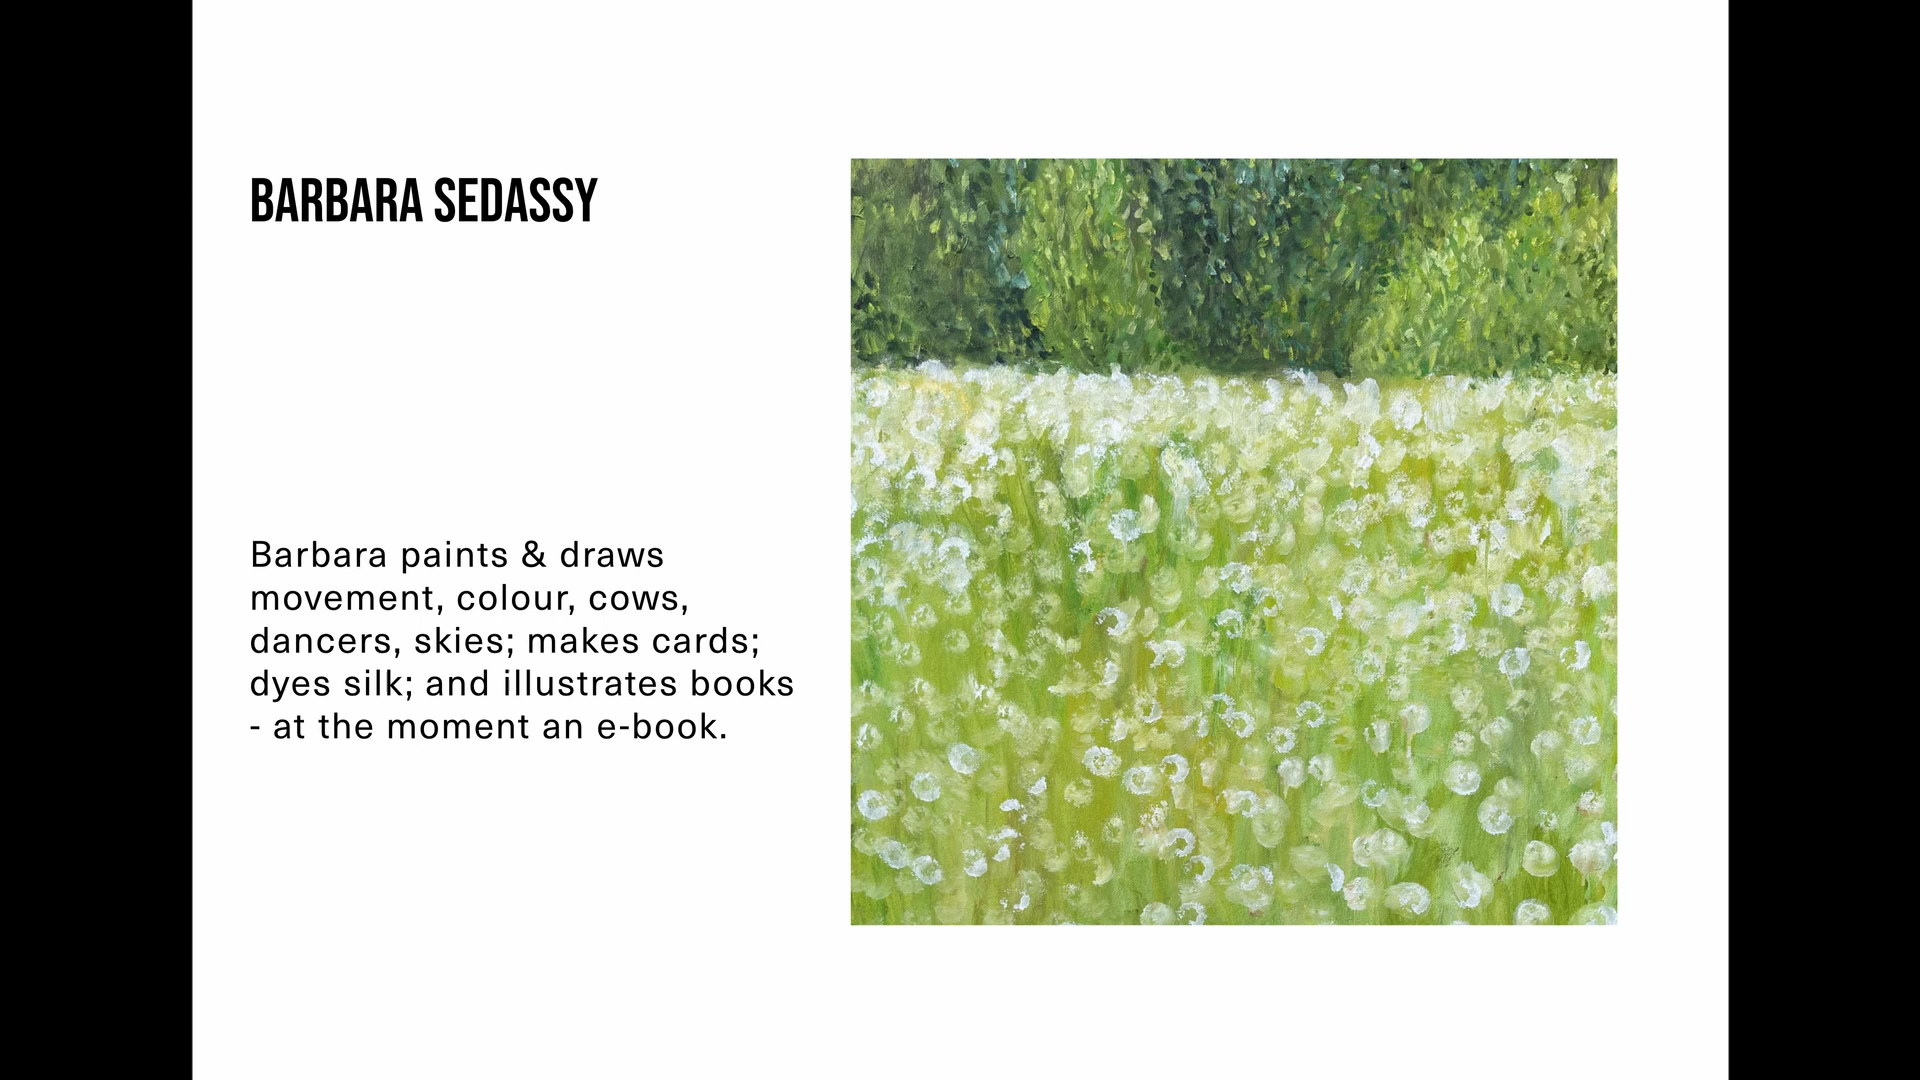 BARBARA SEDASSY
Barbara paints & draws
movement, colour, cows,
dancers, skies; makes cards;
dyes silk; and illustrates books
- at the moment an e-book.